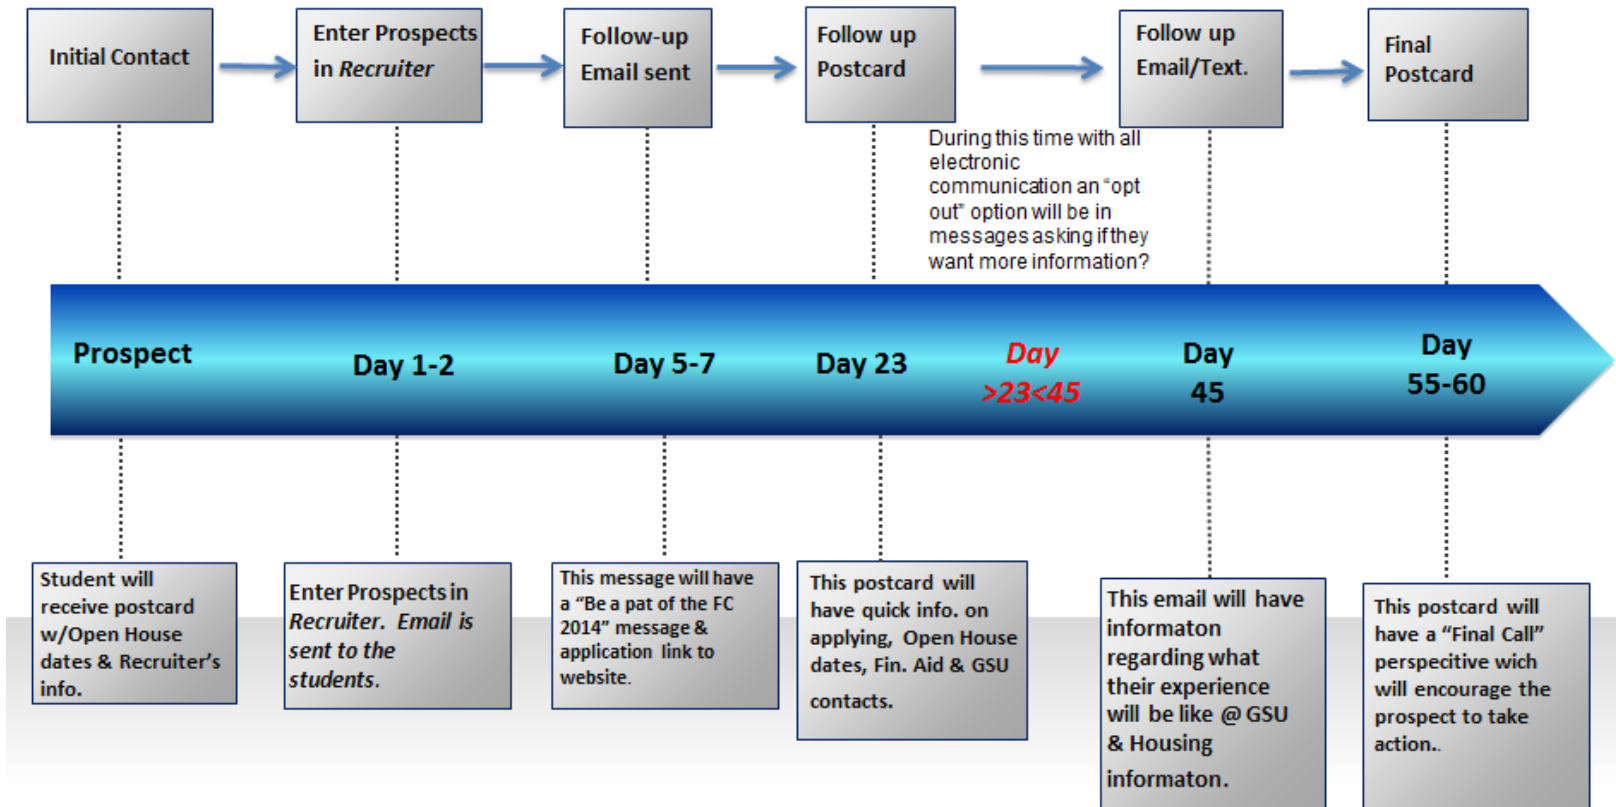 Initial Contact
Enter Prospects
in Recruiter
Follow-up
Email sent
Follow up
Postcard
Follow up
Email/Text.
Final
Postcard
During this time with all
electronic
communication an “opt
out” option will be in
messages asking if they
want more information?
Prospect
Day 1-2
Day 5-7
Day 23
Day
>23<45
Day
45
Day
55-60
Student will
receive postcard
w/Open House
dates & Recruiter’s
info.
Enter Prospects in
Recruiter. Email is
sent to the
students.
This message will have
a “Be a pat of the FC
2014” message &
application link to
website.
This postcard will
have quick info. on
applying, Open House
dates, Fin. Aid & GSU
contacts.
This email will have
informaton
regarding what
their experience
will be like @ GSU
& Housing
informaton.
This postcard will
have a “Final Call”
perspecitive wich
will encourage the
prospect to take
action..